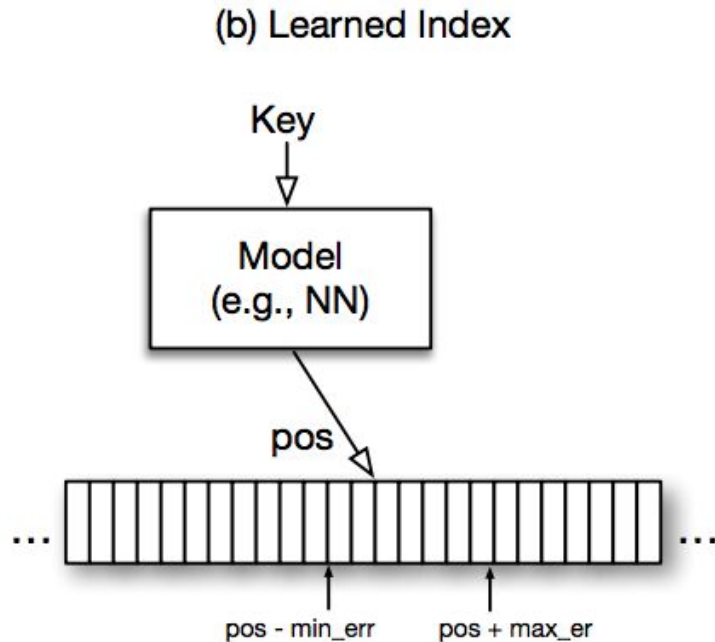 (b) Learned Index
Key
Model
(e.g., NN)
pos
... ...
pos - min_err pos + max_er